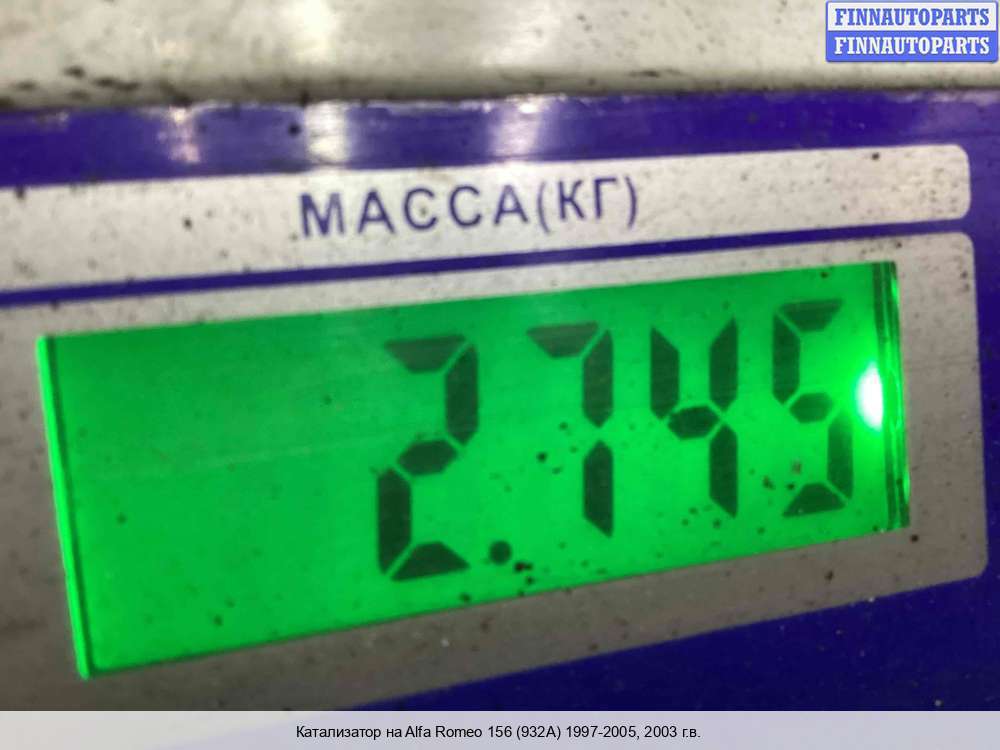 FINNAUTOPARTS
FINNAUTOPARTS
МАССА(КГ)
2.745
Катализатор на Alfa Romeo 156 (932A) 1997-2005, 2003 г.в.